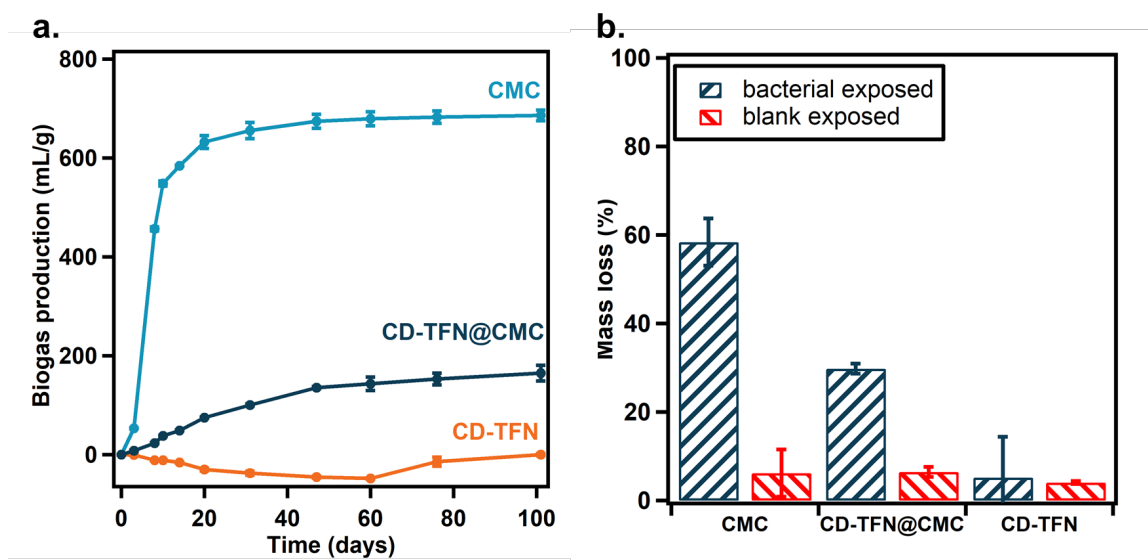 a.
800
600
400
200
0
Biogas production (mL/g)
CMC
CD-TFN@CMC
CD-TFN
0
20
40
60
80
100
Time (days)
b.
100
80
60
40
20
0
Mass loss (%)
bacterial exposed
blank exposed
CMC
CD-TFN@CMC
CD-TFN